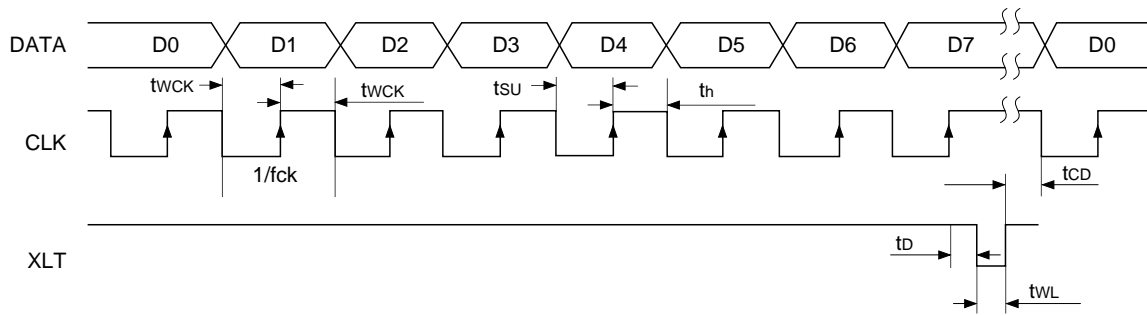 DATA D0 D1 D2 D3 D4 D5 D6 D7 D0
tWCK tWCK tSU th
CLK
1/fck
tCD
XLT
tD
tWL